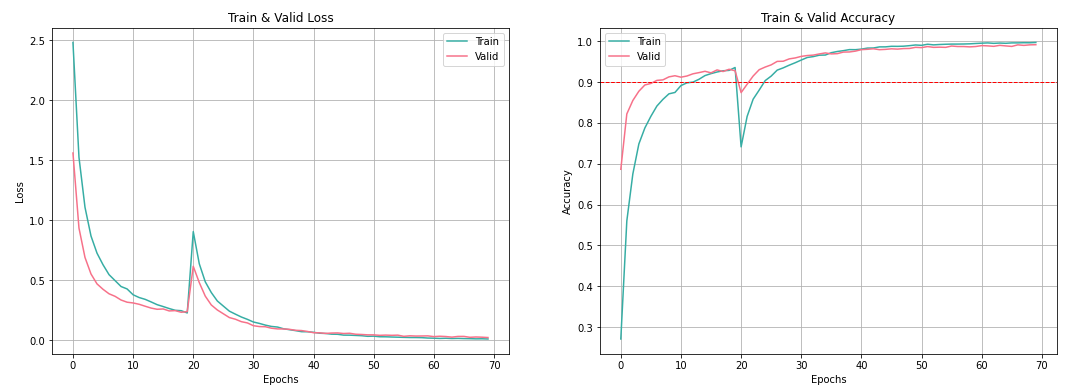 Train & Valid Loss
Train
Valid
Loss
2.5
2.0
1.5
1.0
0.5
0.0
0 10 20 30 40 50 60 70
Epochs
Train & Valid Accuracy
Train
Valid
Accuracy
1.0
0.9
0.8
0.7
0.6
0.5
0.4
0.3
0 10 20 30 40 50 60 70
Epochs